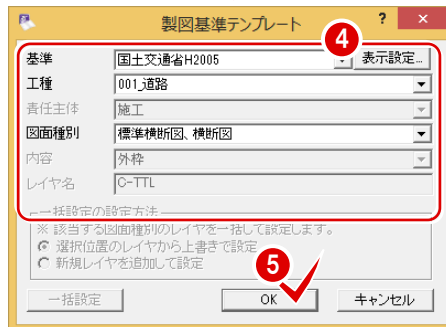 製図基準テンプレート ? ×
4
基準 国土交通省H2005 表示設定...
工種 001_道路
責任主体 施工
図面種別 標準横断図、横断図
内容 外枠
レイヤ名 C-TTL
一括設定の設定方法
※ 該当する図面種別のレイヤを一括して設定します。
選択位置のレイヤから上書きで設定
新規レイヤを追加して設定
5
一括設定 OK キャンセル